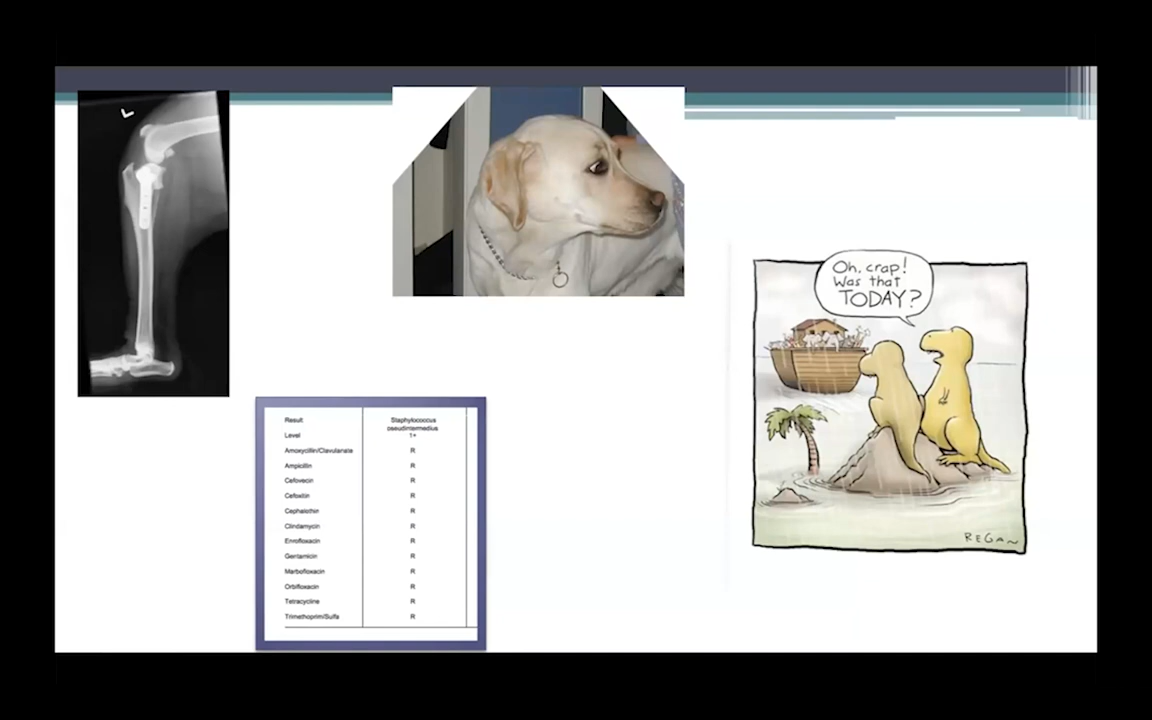 L
Result Staphylococcus
pseudintermedius
Level 1+
Amoxycillin/Clavulanate R
Ampicillin R
Cefovecin R
Cefoxitin R
Cephalothin R
Clindamycin R
Enrofloxacin R
Gentamicin R
Marbofloxacin R
Orbifloxacin R
Tetracycline R
Trimethoprim/Sulfa R
Oh, crap!
Was that
TODAY?
REGAN